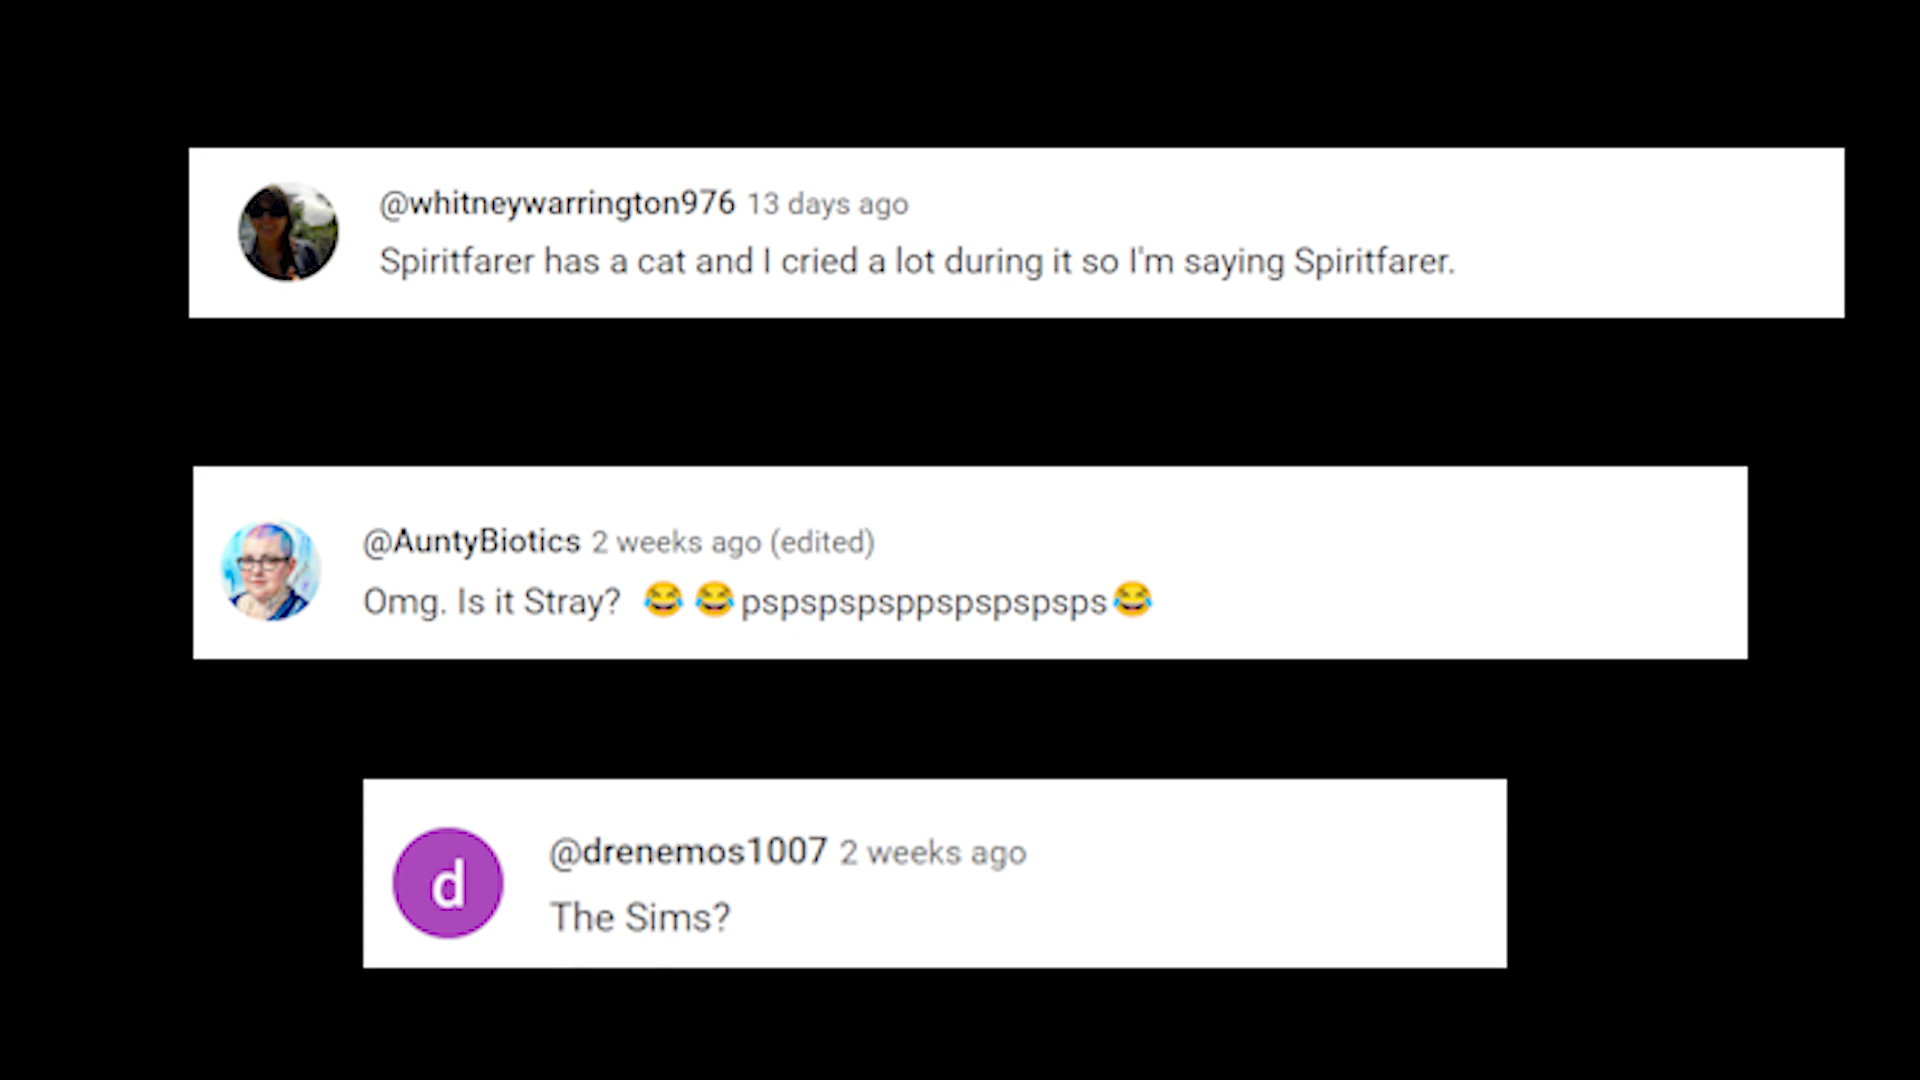 @whitneywarrington976 13 days ago
Spiritfarer has a cat and I cried a lot during it so I'm saying Spiritfarer.
@AuntyBiotics 2 weeks ago (edited)
Omg. Is it Stray? 😂 😂 pspspspsppspspspsps😂
d
@drenemos1007 2 weeks ago
The Sims?